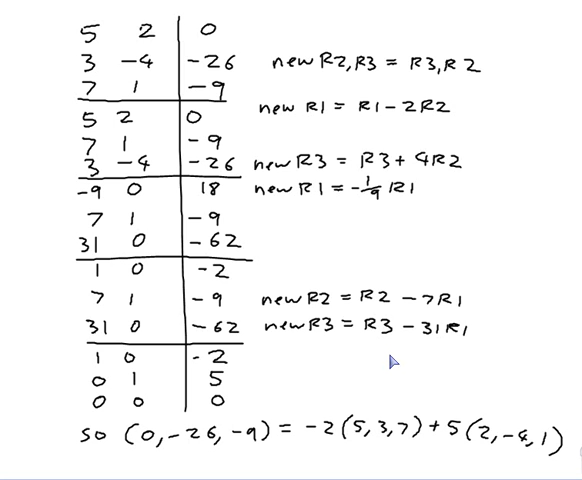 5 2 | 0
3 -4 | -26 new R2,R3 = R3,R2
7 1 | -9
new R1 = R1 - 2R2
5 2 | 0
7 1 | -9
3 -4 | -26 new R3 = R3 + 4R2
-9 0 | 18 new R1 = -1/9 R1
7 1 | -9
31 0 | -62
1 0 | -2
7 1 | -9 new R2 = R2 - 7R1
31 0 | -62 new R3 = R3 - 31R1
1 0 | -2
0 1 | 5
0 0 | 0
so (0,-26,-9) = -2(5,3,7)+5(2,-4,1)